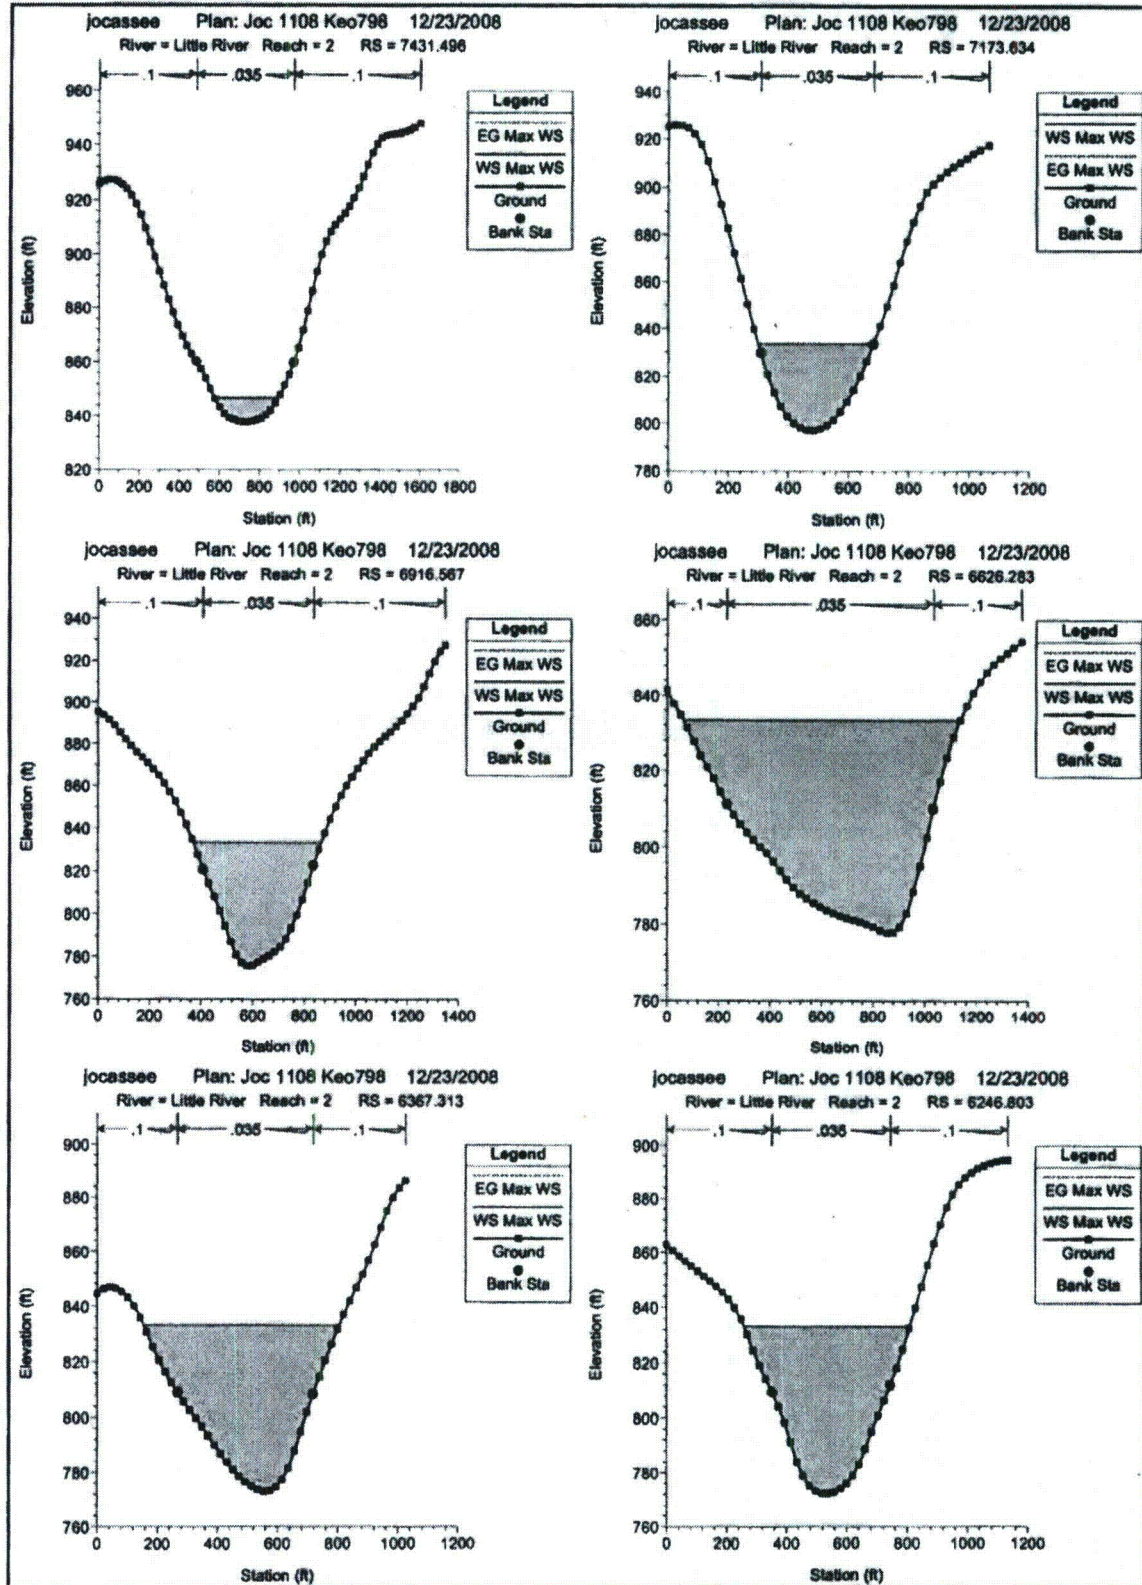 jocassee Plan: Joc 1108 Keo798 12/23/2008
River = Little River Reach = 2 RS = 7431.496
.1 .035 .1
Legend
EG Max WS
WS Max WS
Ground
Bank Sta
Elevation (ft)
960
940
920
900
880
860
840
820
0 200 400 600 800 1000 1200 1400 1600 1800
Station (ft)
jocassee Plan: Joc 1108 Keo798 12/23/2008
River = Little River Reach = 2 RS = 7173.634
.1 .035 .1
Legend
WS Max WS
EG Max WS
Ground
Bank Sta
Elevation (ft)
940
920
900
880
860
840
820
800
780
0 200 400 600 800 1000 1200
Station (ft)
jocassee Plan: Joc 1108 Keo798 12/23/2008
River = Little River Reach = 2 RS = 6916.567
.1 .035 .1
Legend
EG Max WS
WS Max WS
Ground
Bank Sta
Elevation (ft)
940
920
900
880
860
840
820
800
780
760
0 200 400 600 800 1000 1200 1400
Station (ft)
jocassee Plan: Joc 1108 Keo798 12/23/2008
River = Little River Reach = 2 RS = 6626.283
.1 .035 .1
Legend
EG Max WS
WS Max WS
Ground
Bank Sta
Elevation (ft)
860
840
820
800
780
760
0 200 400 600 800 1000 1200 1400
Station (ft)
jocassee Plan: Joc 1108 Keo798 12/23/2008
River = Little River Reach = 2 RS = 6367.313
.1 .035 .1
Legend
EG Max WS
WS Max WS
Ground
Bank Sta
Elevation (ft)
900
880
860
840
820
800
780
760
0 200 400 600 800 1000 1200
Station (ft)
jocassee Plan: Joc 1108 Keo798 12/23/2008
River = Little River Reach = 2 RS = 6246.803
.1 .035 .1
Legend
EG Max WS
WS Max WS
Ground
Bank Sta
Elevation (ft)
900
880
860
840
820
800
780
760
0 200 400 600 800 1000 1200
Station (ft)